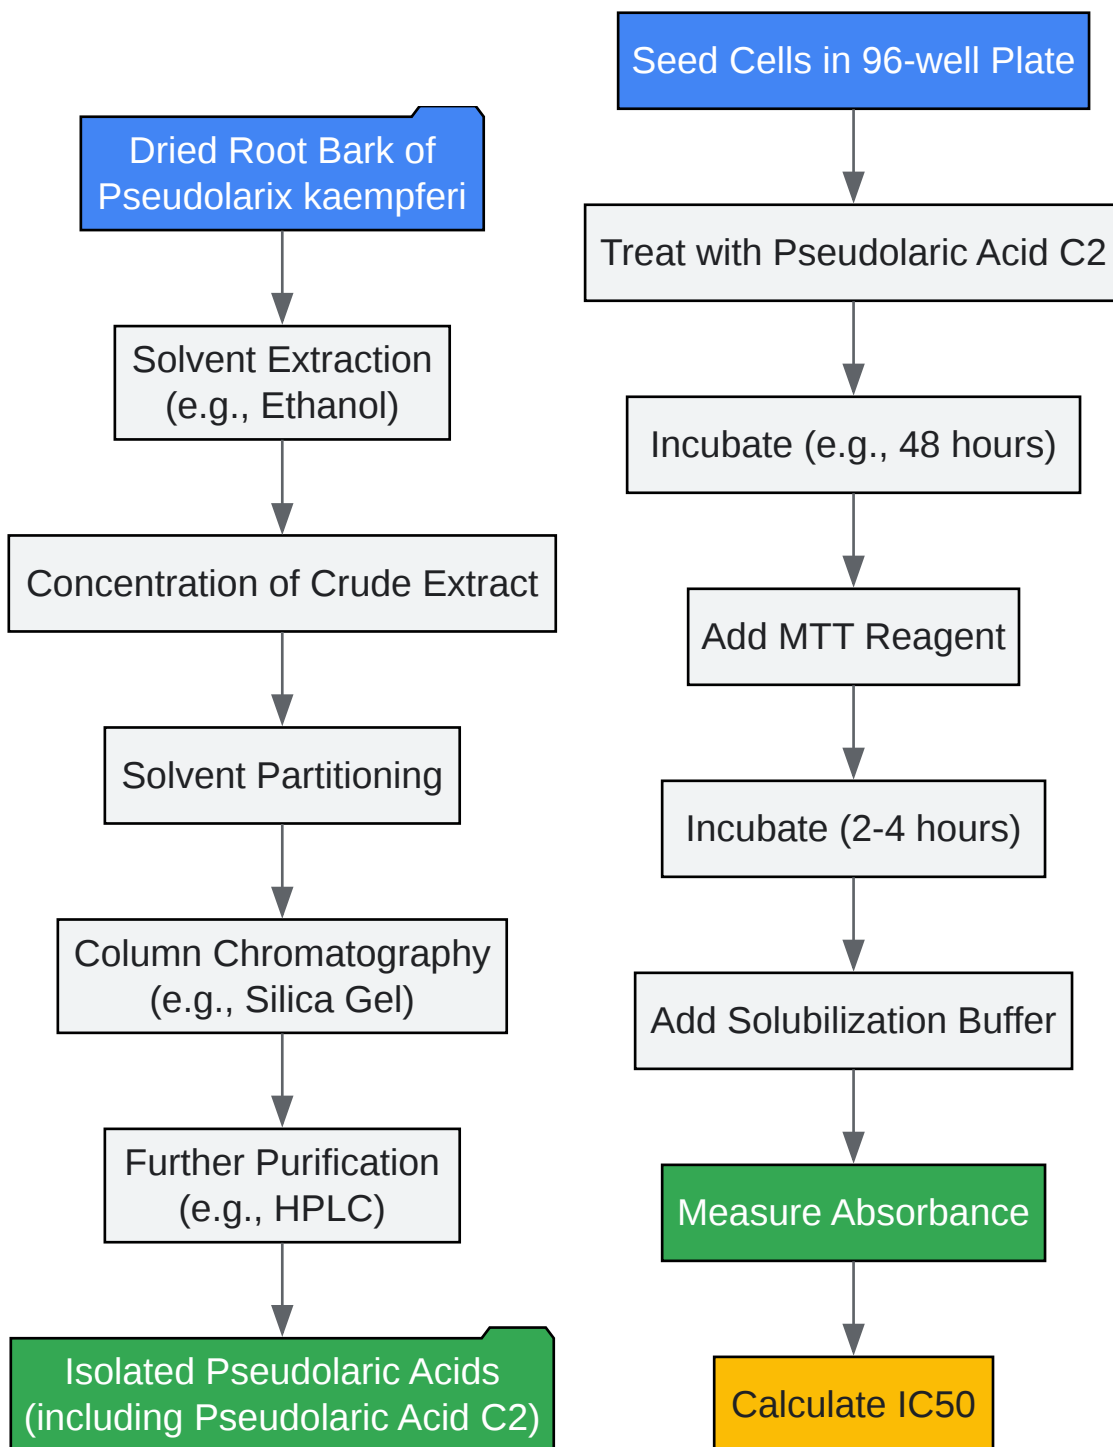 Dried Root Bark of
Pseudolarix kaempferi
Solvent Extraction
(e.g., Ethanol)
Concentration of Crude Extract
Solvent Partitioning
Column Chromatography
(e.g., Silica Gel)
Further Purification
(e.g., HPLC)
Isolated Pseudolaric Acids
(including Pseudolaric Acid C2)
Seed Cells in 96-well Plate
Treat with Pseudolaric Acid C2
Incubate (e.g., 48 hours)
Add MTT Reagent
Incubate (2-4 hours)
Add Solubilization Buffer
Measure Absorbance
Calculate IC50